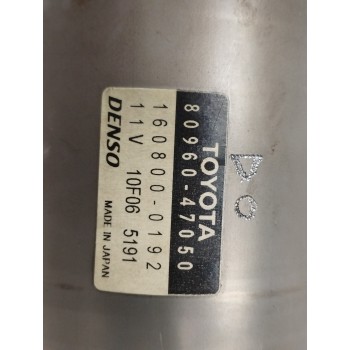 TOYOTA
80960-47050
160800-0192
11V 10F06 5191
DENSO MADE IN JAPAN